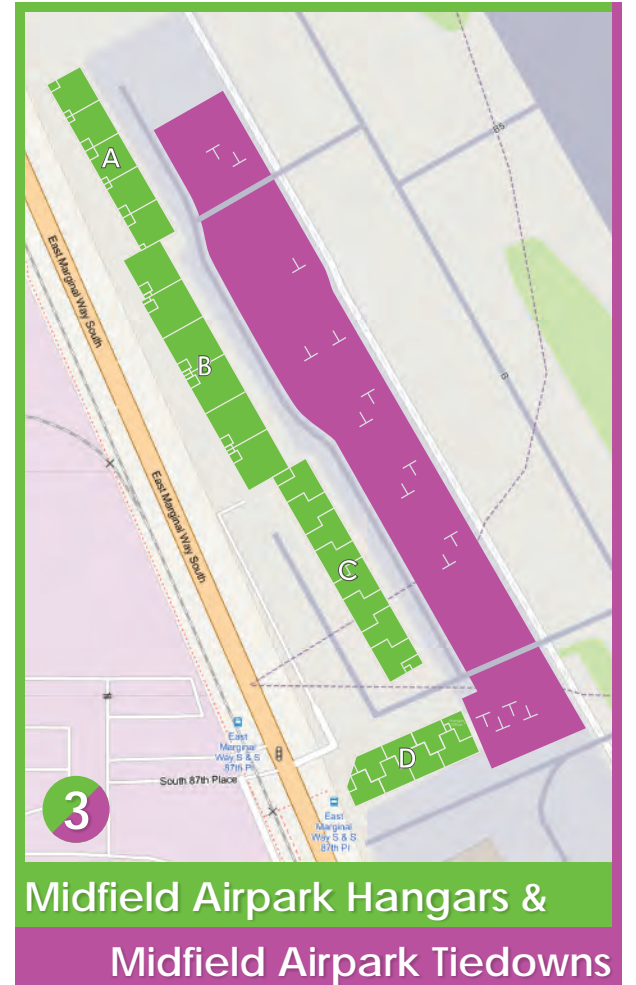 A
B5
East Marginal Way South
B
B
East Marginal Way South
C
East
Marginal
Way S & S
87th Pl
D
South 87th Place
3
East
Marginal
Way S & S
87th Pl
Midfield Airpark Hangars &
Midfield Airpark Tiedowns